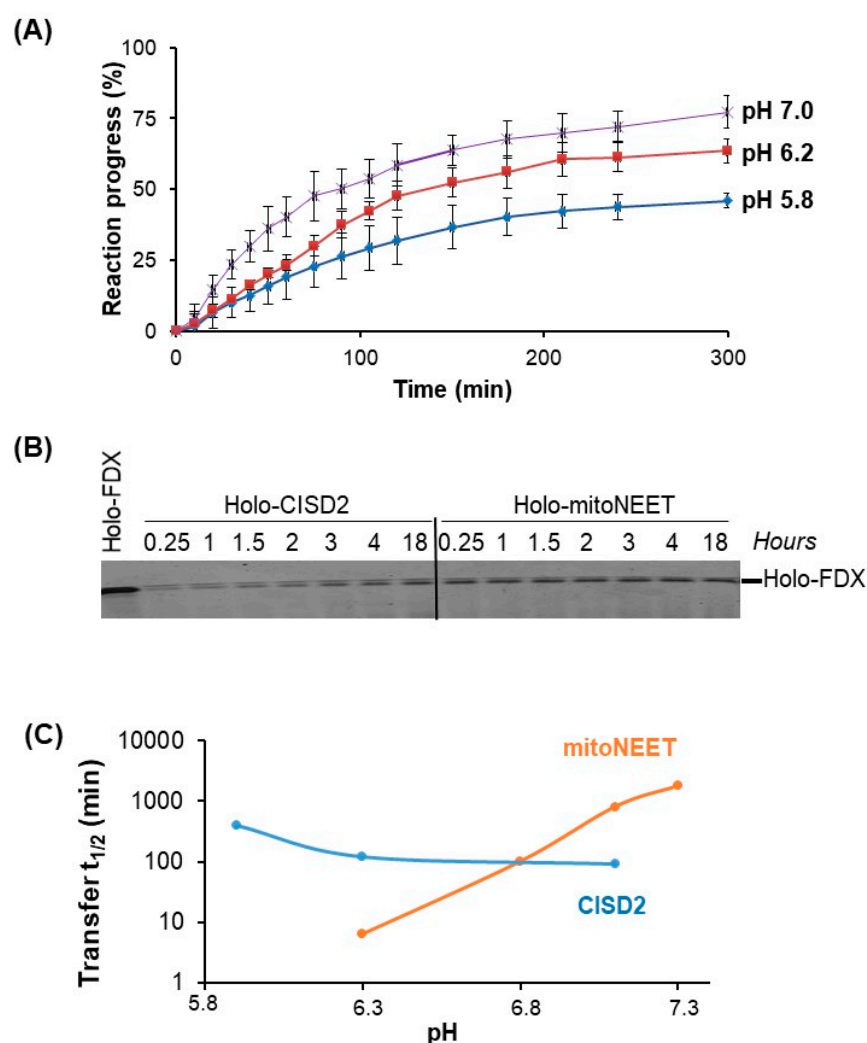 (A)
Reaction progress (%)
100
75
50
25
0
pH 7.0
pH 6.2
pH 5.8
0 100 200 300
Time (min)
(B)
Holo-FDX
Holo-CISD2 Holo-mitoNEET
0.25 1 1.5 2 3 4 18 0.25 1 1.5 2 3 4 18 Hours
Holo-FDX
(C)
Transfer t1/2 (min)
10000
1000
100
10
1
mitoNEET
CISD2
5.8 6.3 6.8 7.3
pH